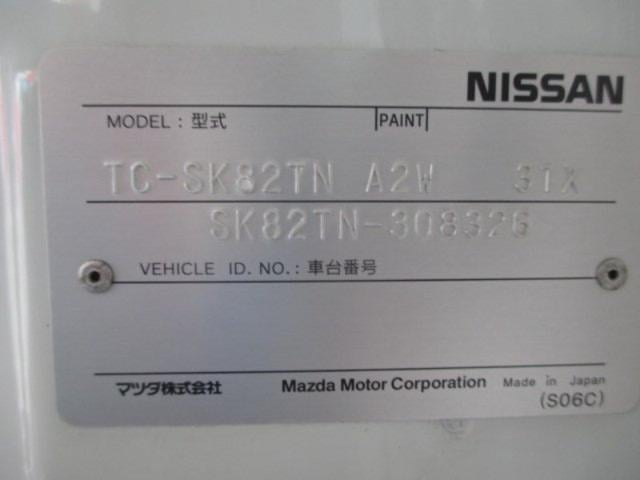 NISSAN
MODEL : 型式 PAINT
TC-SK82TN A2W 31X
SK82TN-308326
VEHICLE ID. NO. : 車台番号
マツダ株式会社 Mazda Motor Corporation Made in Japan
(S06C)